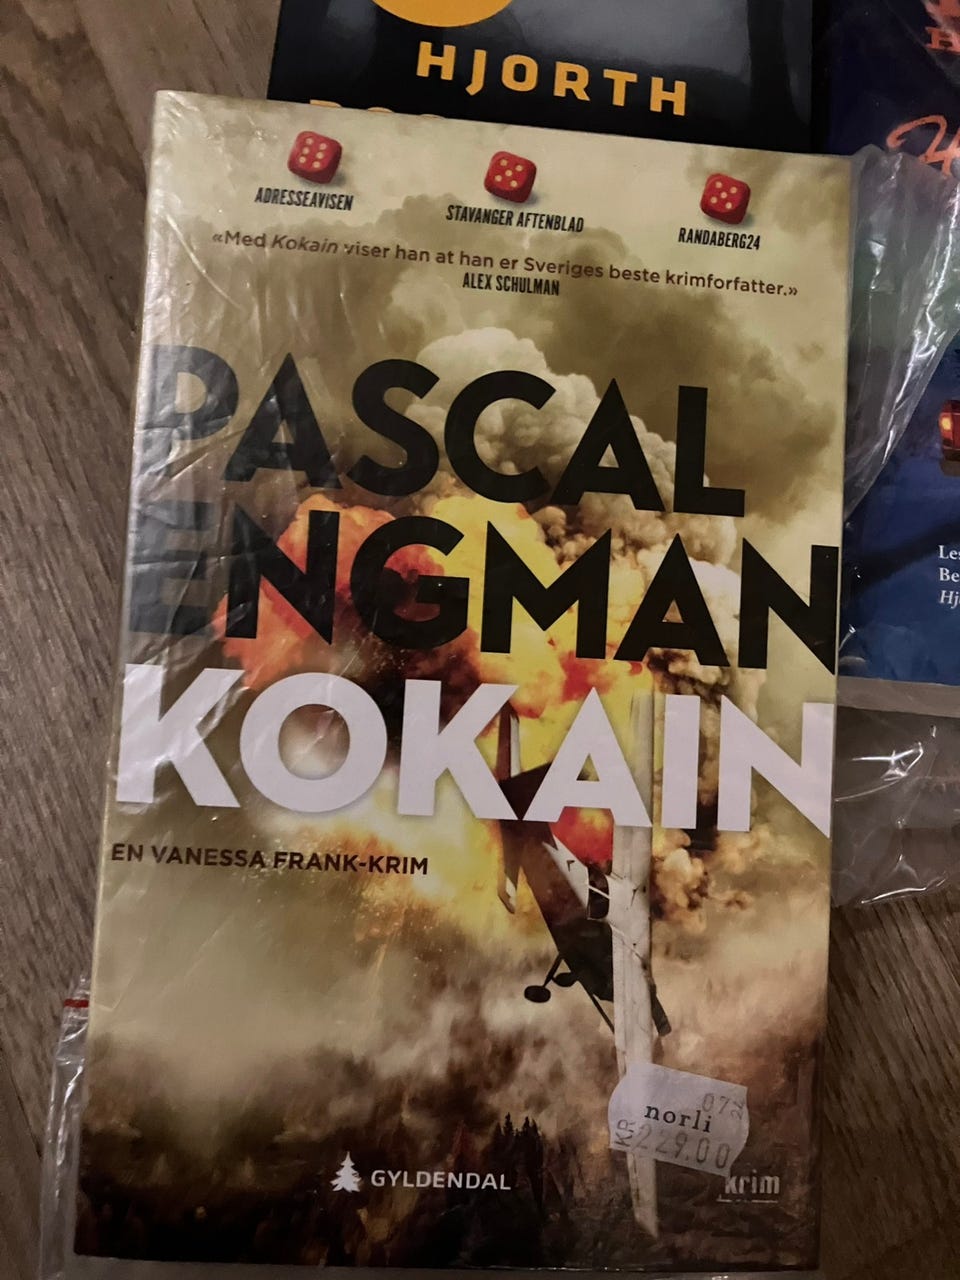 HJORTH
ADRESSEAVISEN
STAVANGER AFTENBLAD
RANDABERG24
«Med Kokain viser han at han er Sveriges beste krimforfatter.»
ALEX SCHULMAN
PASCAL
ENGMAN
KOKAIN
EN VANESSA FRANK-KRIM
norli
KR 229.00
GYLDENDAL
krim